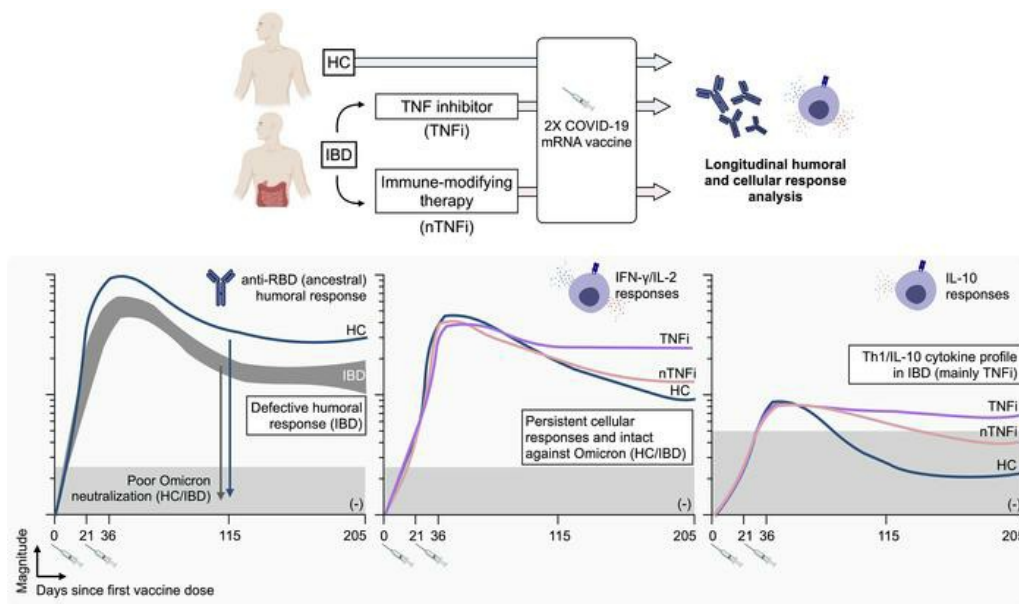 HC
TNF inhibitor
(TNFi)
IBD
Immune-modifying
therapy
(nTNFi)
2X COVID-19
mRNA vaccine
Longitudinal humoral
and cellular response
analysis
anti-RBD (ancestral)
humoral response
HC
IBD
Defective humoral
response (IBD)
Poor Omicron
neutralization (HC/IBD)
(-)
0 21 36 115 205
Magnitude
Days since first vaccine dose
IFN-γ/IL-2
responses
TNFi
nTNFi
HC
Persistent cellular
responses and intact
against Omicron (HC/IBD)
(-)
0 21 36 115 205
IL-10
responses
Th1/IL-10 cytokine profile
in IBD (mainly TNFi)
TNFi
nTNFi
HC
(-)
0 21 36 115 205